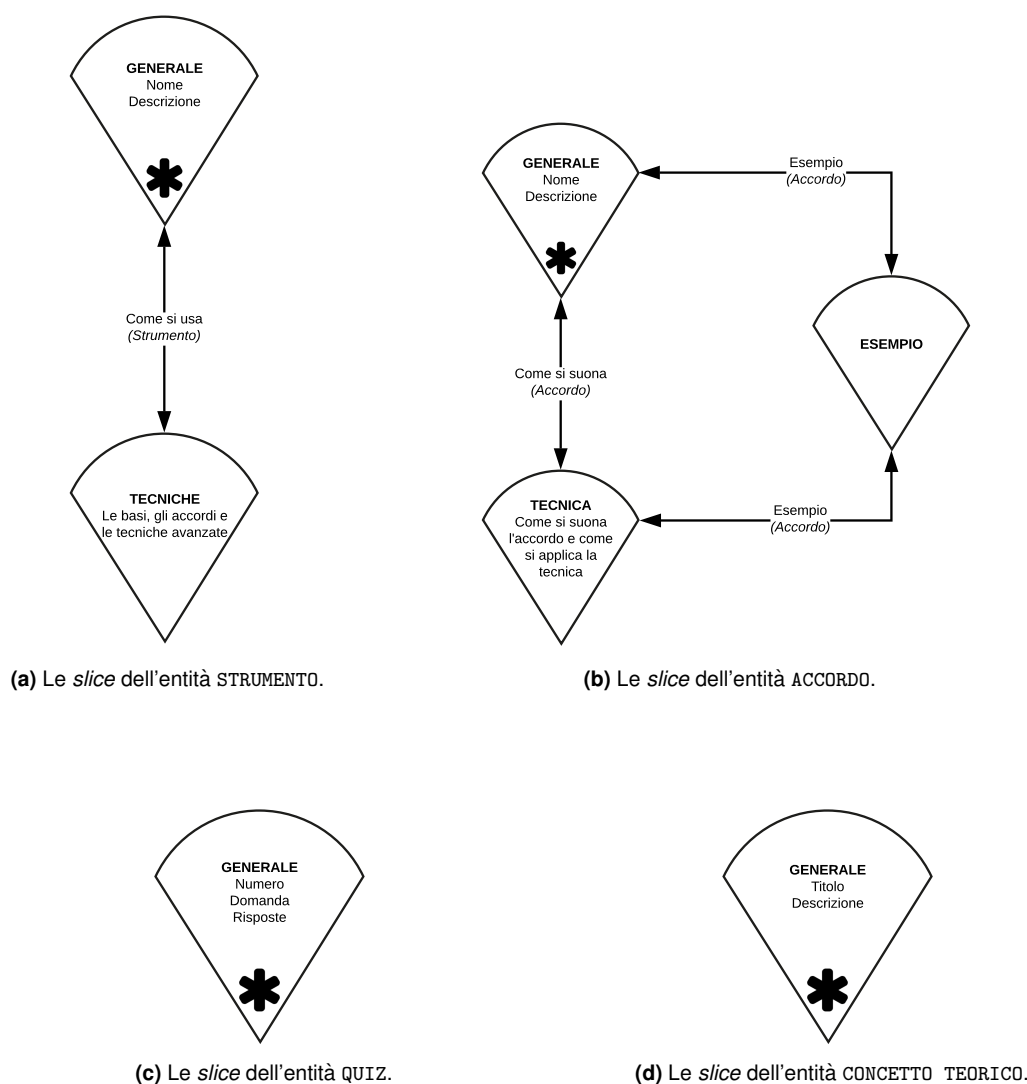 GENERALE
Nome
Descrizione
Come si usa
(Strumento)
TECNICHE
Le basi, gli accordi e
le tecniche avanzate
(a) Le slice dell'entità STRUMENTO.
GENERALE
Nome
Descrizione
Esempio
(Accordo)
ESEMPIO
Come si suona
(Accordo)
TECNICA
Come si suona
l'accordo e come
si applica la
tecnica
Esempio
(Accordo)
(b) Le slice dell'entità ACCORDO.
GENERALE
Numero
Domanda
Risposte
(c) Le slice dell'entità QUIZ.
GENERALE
Titolo
Descrizione
(d) Le slice dell'entità CONCETTO TEORICO.